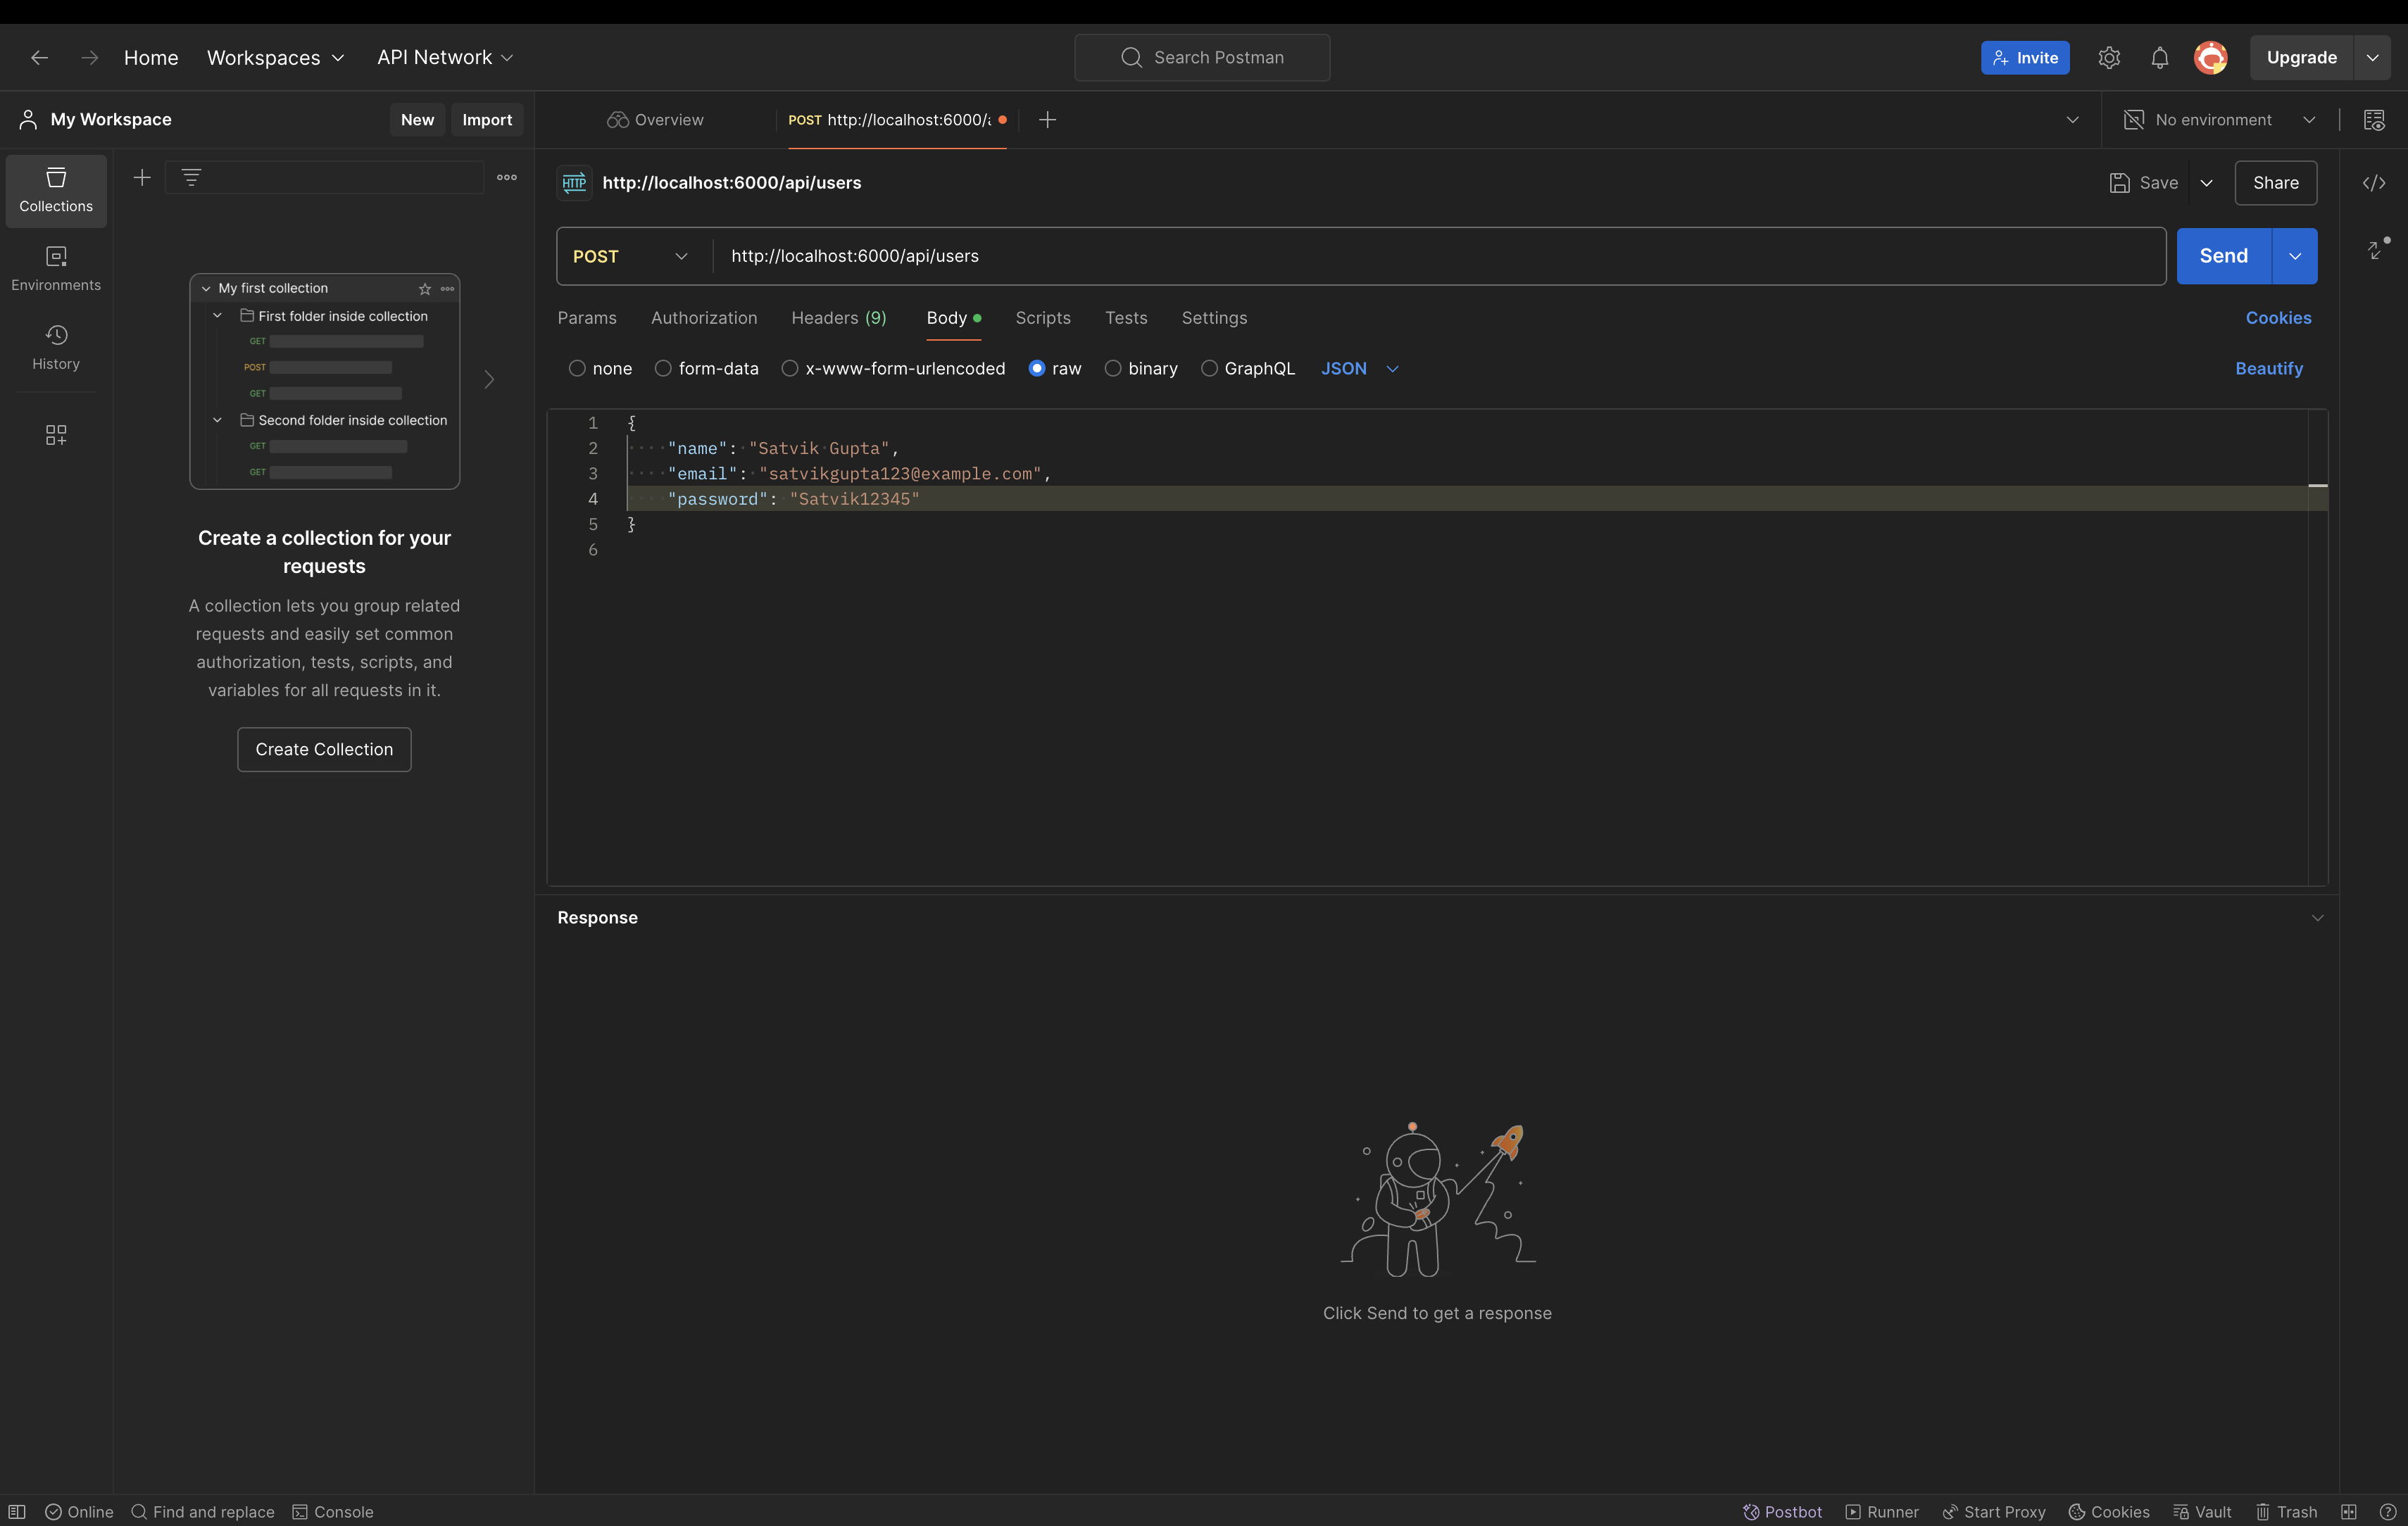 Home Workspaces API Network Search Postman Invite Upgrade
My Workspace New Import Overview POST http://localhost:6000/a No environment
Collections
Environments
History
My first collection
First folder inside collection
GET
POST
GET
Second folder inside collection
GET
GET
Create a collection for your
requests
A collection lets you group related
requests and easily set common
authorization, tests, scripts, and
variables for all requests in it.
Create Collection
HTTP http://localhost:6000/api/users Save Share
POST http://localhost:6000/api/users Send
Params Authorization Headers (9) Body Scripts Tests Settings Cookies
none form-data x-www-form-urlencoded raw binary GraphQL JSON Beautify
1 {
2 "name": "Satvik Gupta",
3 "email": "satvikgupta123@example.com",
4 "password": "Satvik12345"
5 }
6
Response
Click Send to get a response
Online Find and replace Console Postbot Runner Start Proxy Cookies Vault Trash